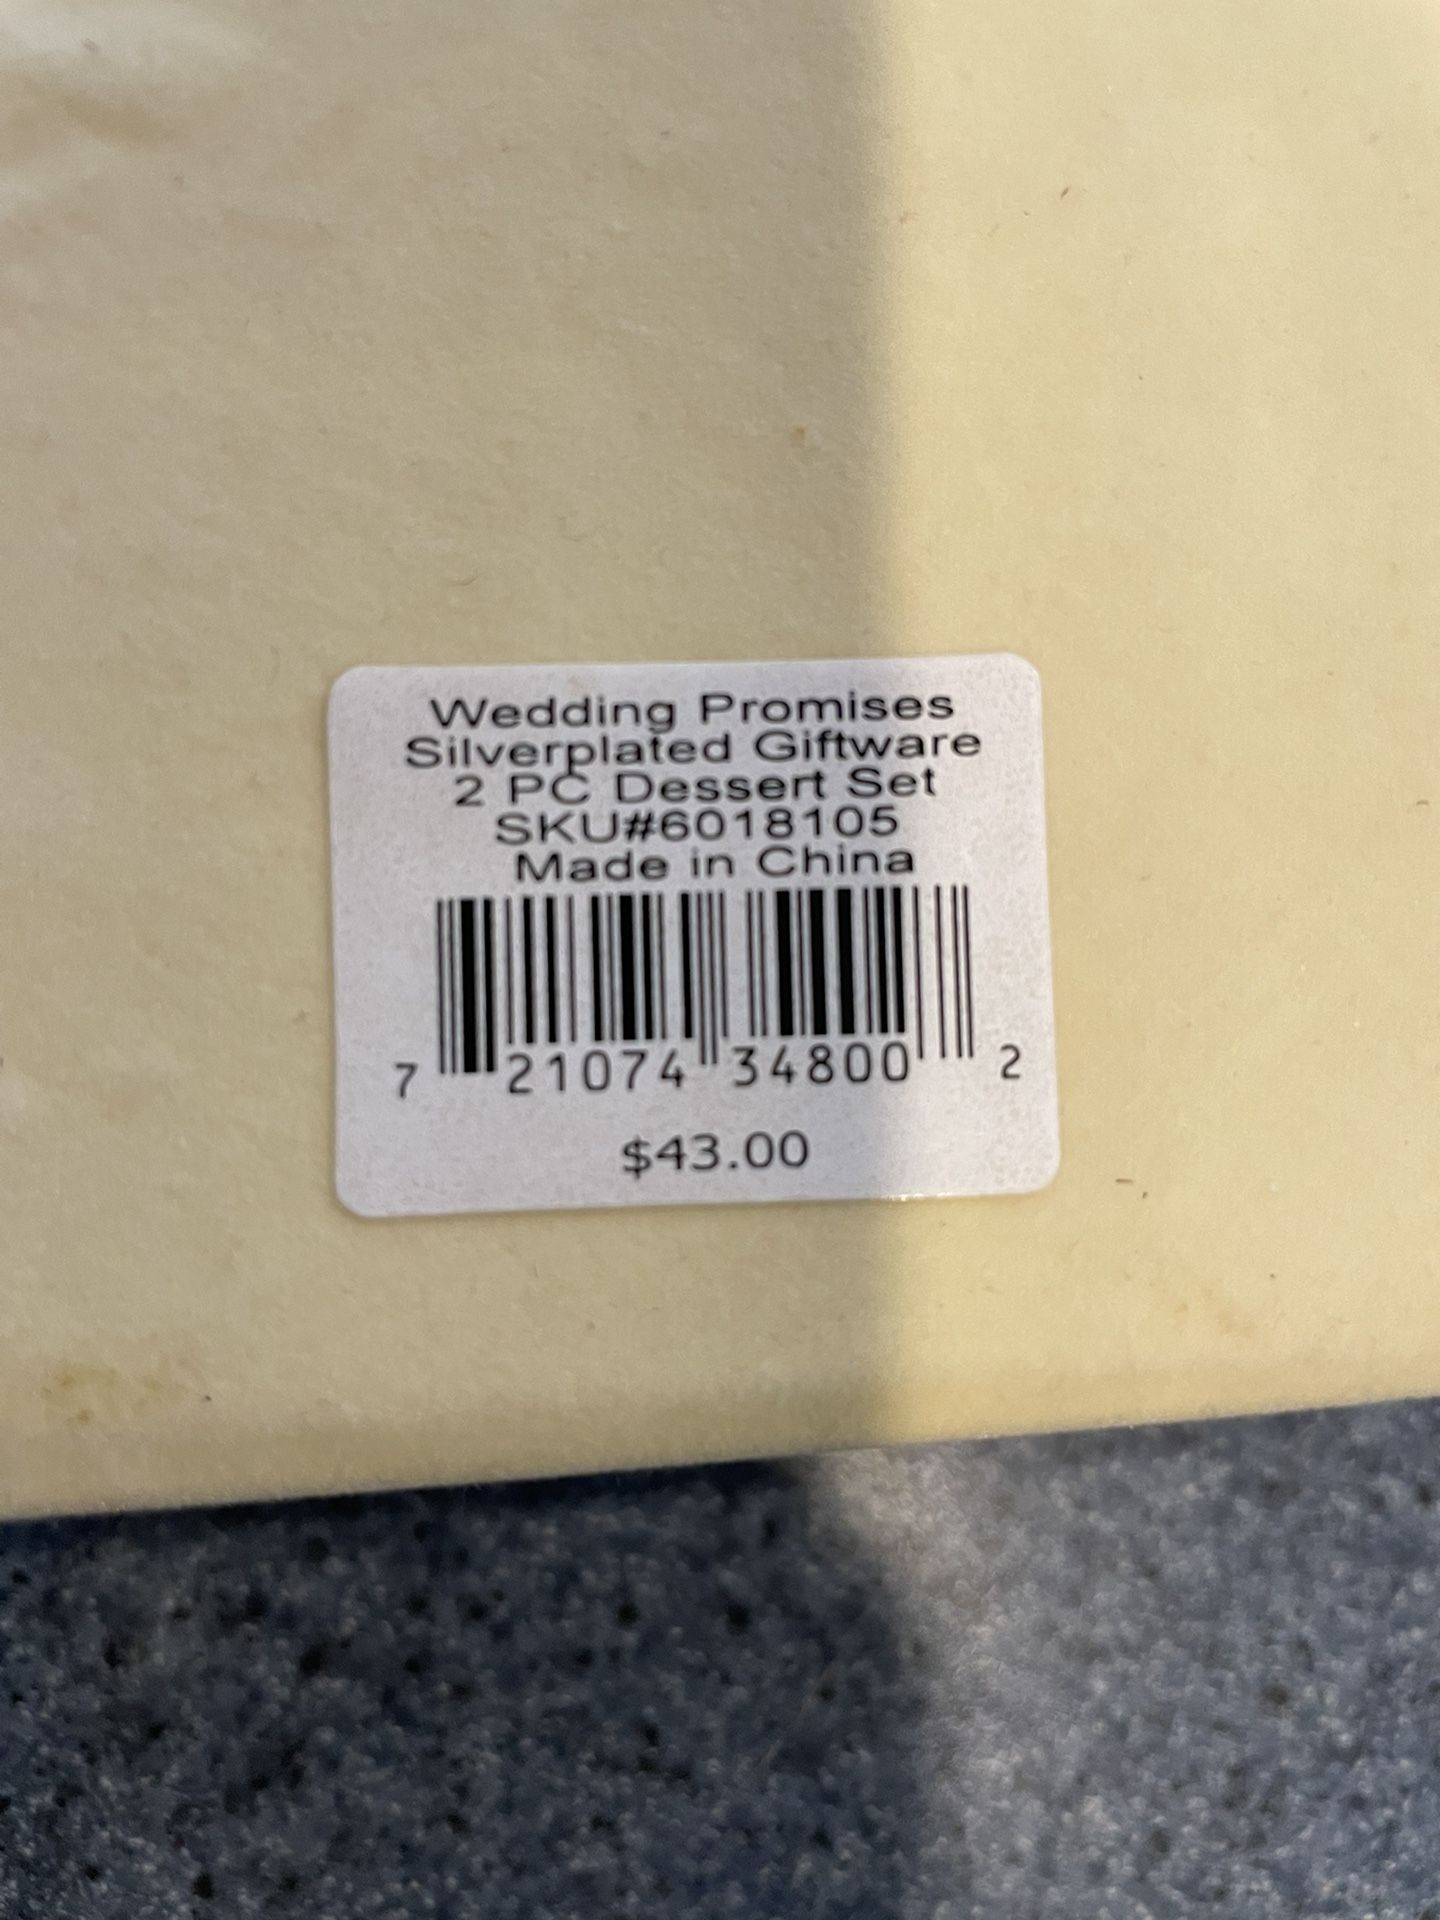 Wedding Promises
Silverplated Giftware
2 PC Dessert Set
SKU#6018105
Made in China
7 21074 34800 2
$43.00